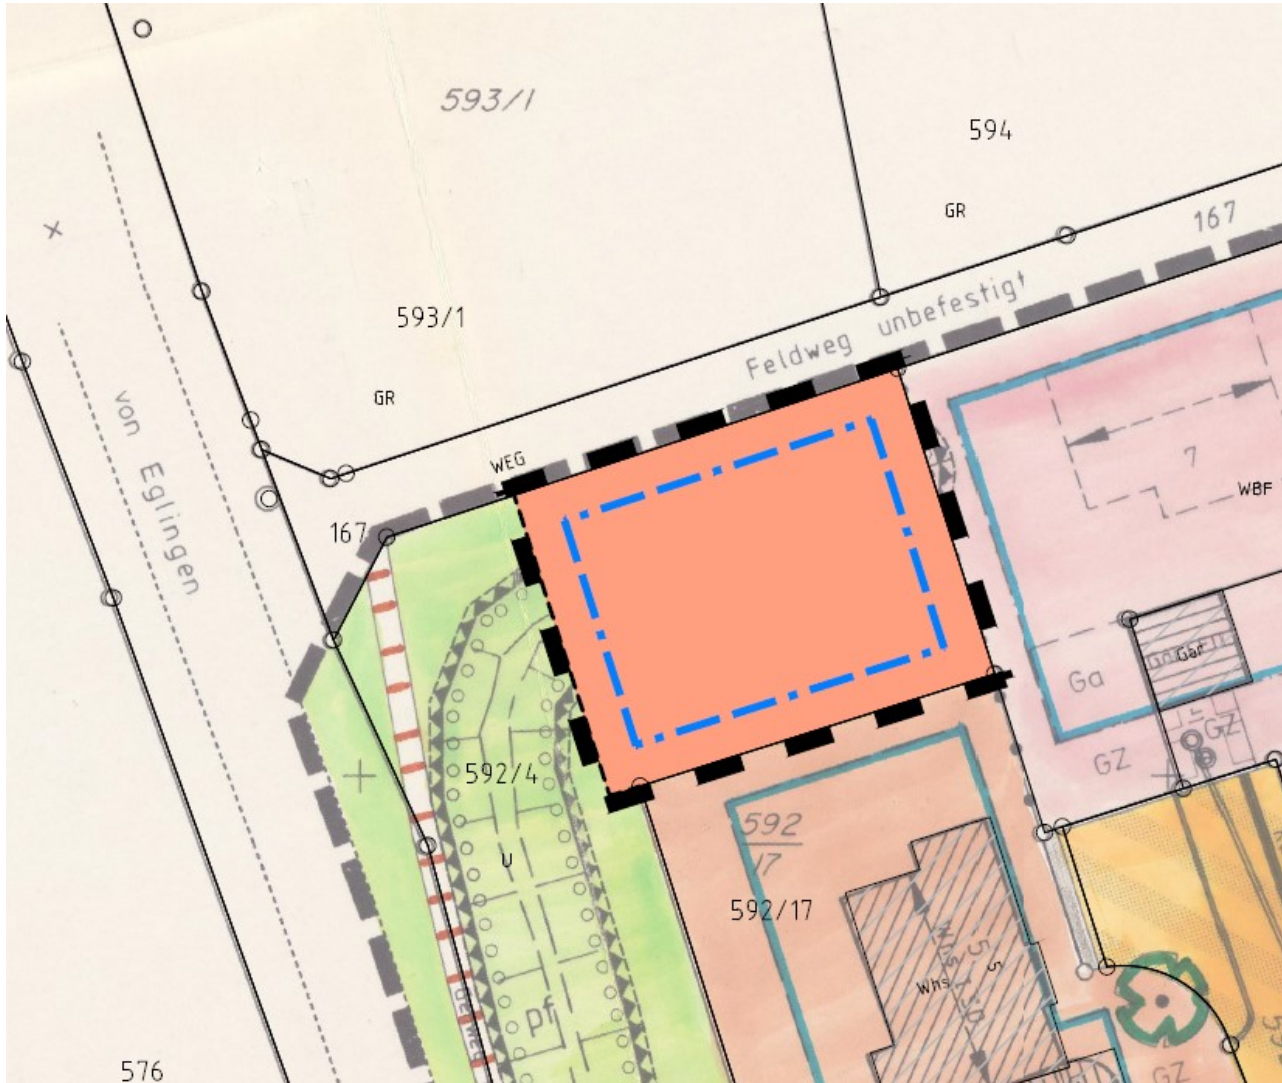 593/1
594
GR
167
593/1
Feldweg unbefestigt
GR
WEG
7
WBF
167
von Eglingen
Gar
Ga
GZ
GZ
592/4
592
17
U
592/17
Whs
pf
576
GZ